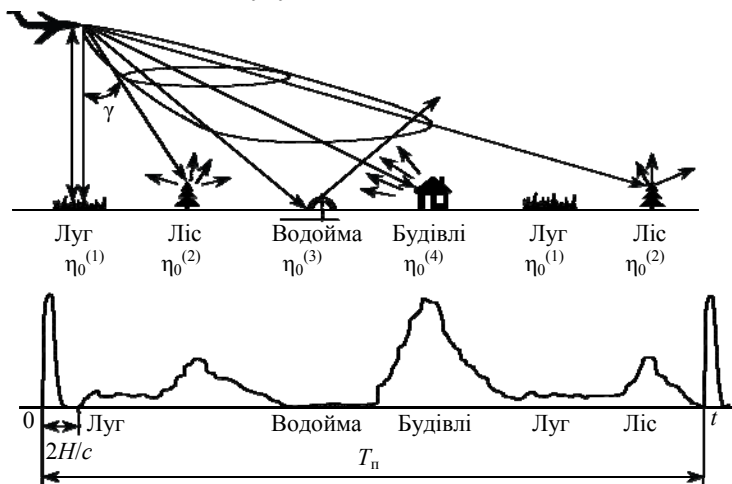 γ
Луг Ліс Водойма Будівлі Луг Ліс
η₀⁽¹⁾ η₀⁽²⁾ η₀⁽³⁾ η₀⁽⁴⁾ η₀⁽¹⁾ η₀⁽²⁾
0 Луг Водойма Будівлі Луг Ліс t
2H/c
Tп